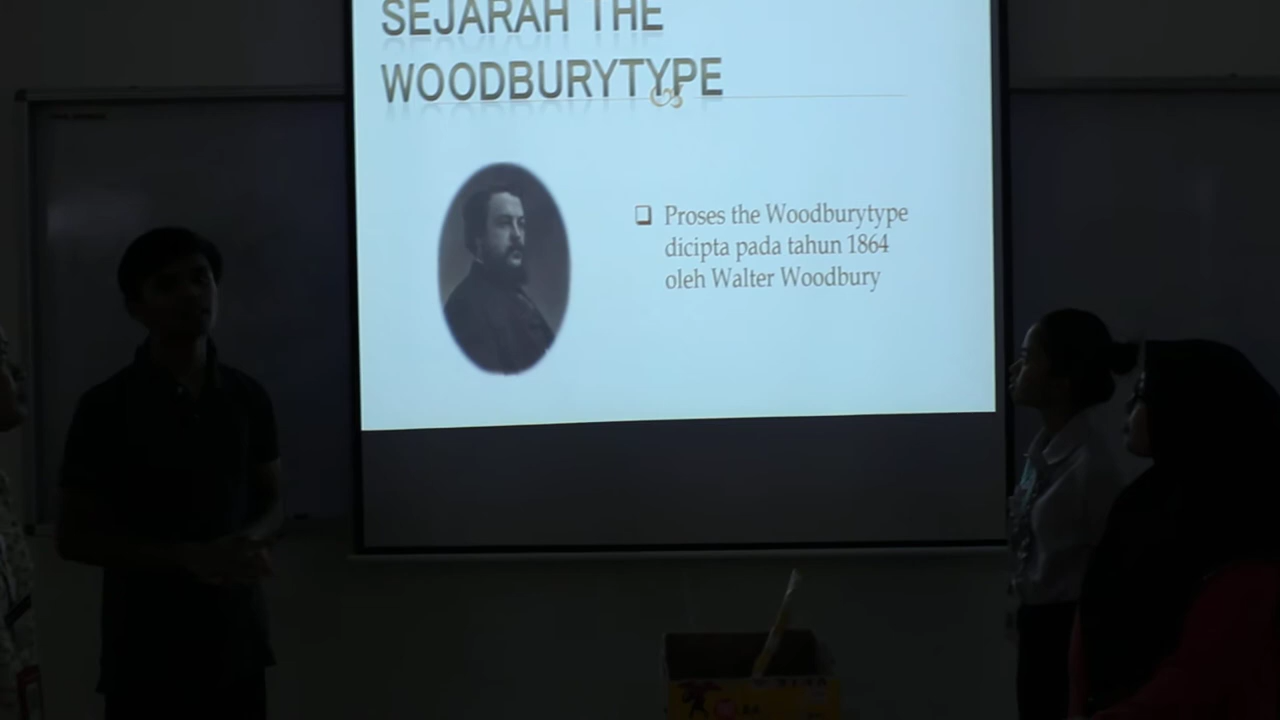 SEJARAH THE
WOODBURYTYPE
❑ Proses the Woodburytype
dicipta pada tahun 1864
oleh Walter Woodbury